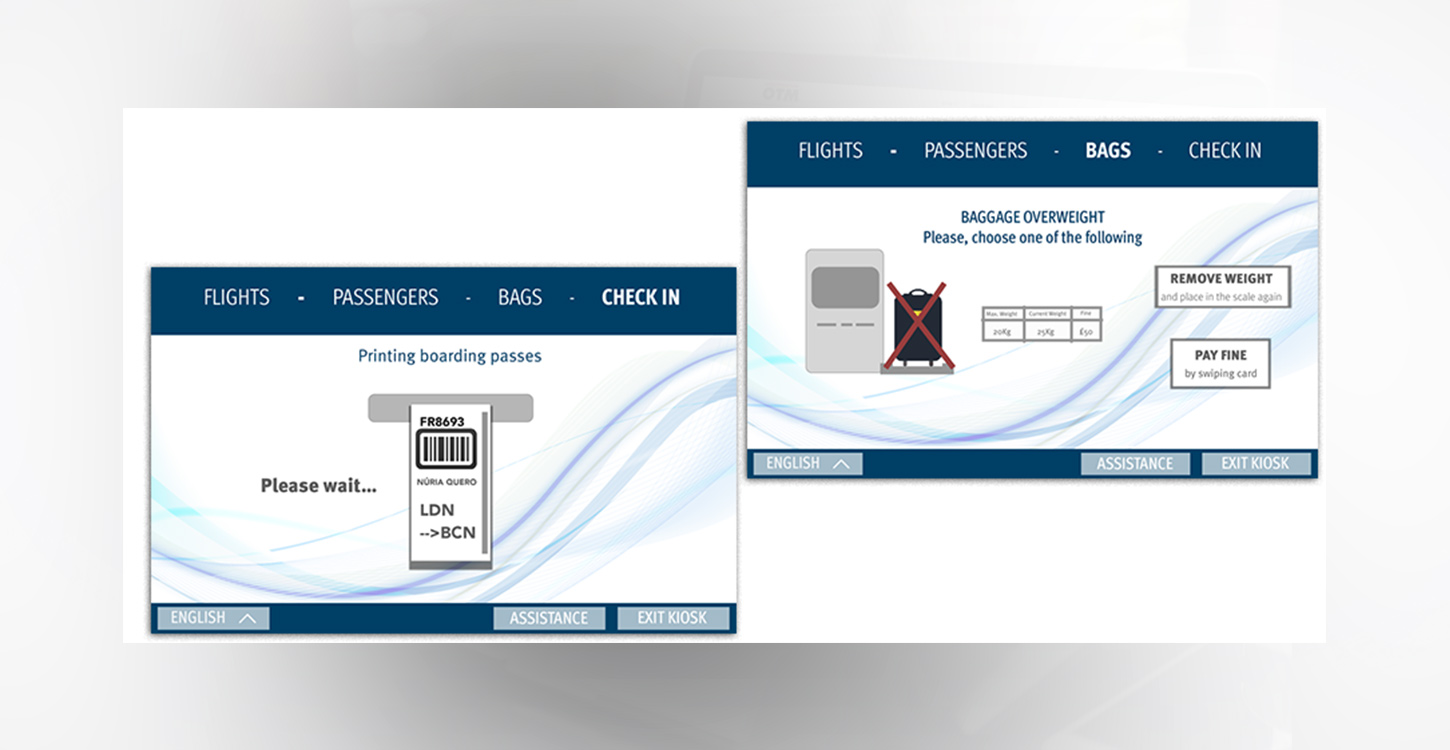 FLIGHTS - PASSENGERS - BAGS - CHECK IN
Printing boarding passes
FR8693
Please wait...
NÚRIA QUERO
LDN
-->BCN
ENGLISH
ASSISTANCE
EXIT KIOSK
FLIGHTS - PASSENGERS - BAGS - CHECK IN
BAGGAGE OVERWEIGHT
Please, choose one of the following
Max. Weight Current Weight Fine
20Kg 25Kg £50
REMOVE WEIGHT
and place in the scale again
PAY FINE
by swiping card
ENGLISH
ASSISTANCE
EXIT KIOSK